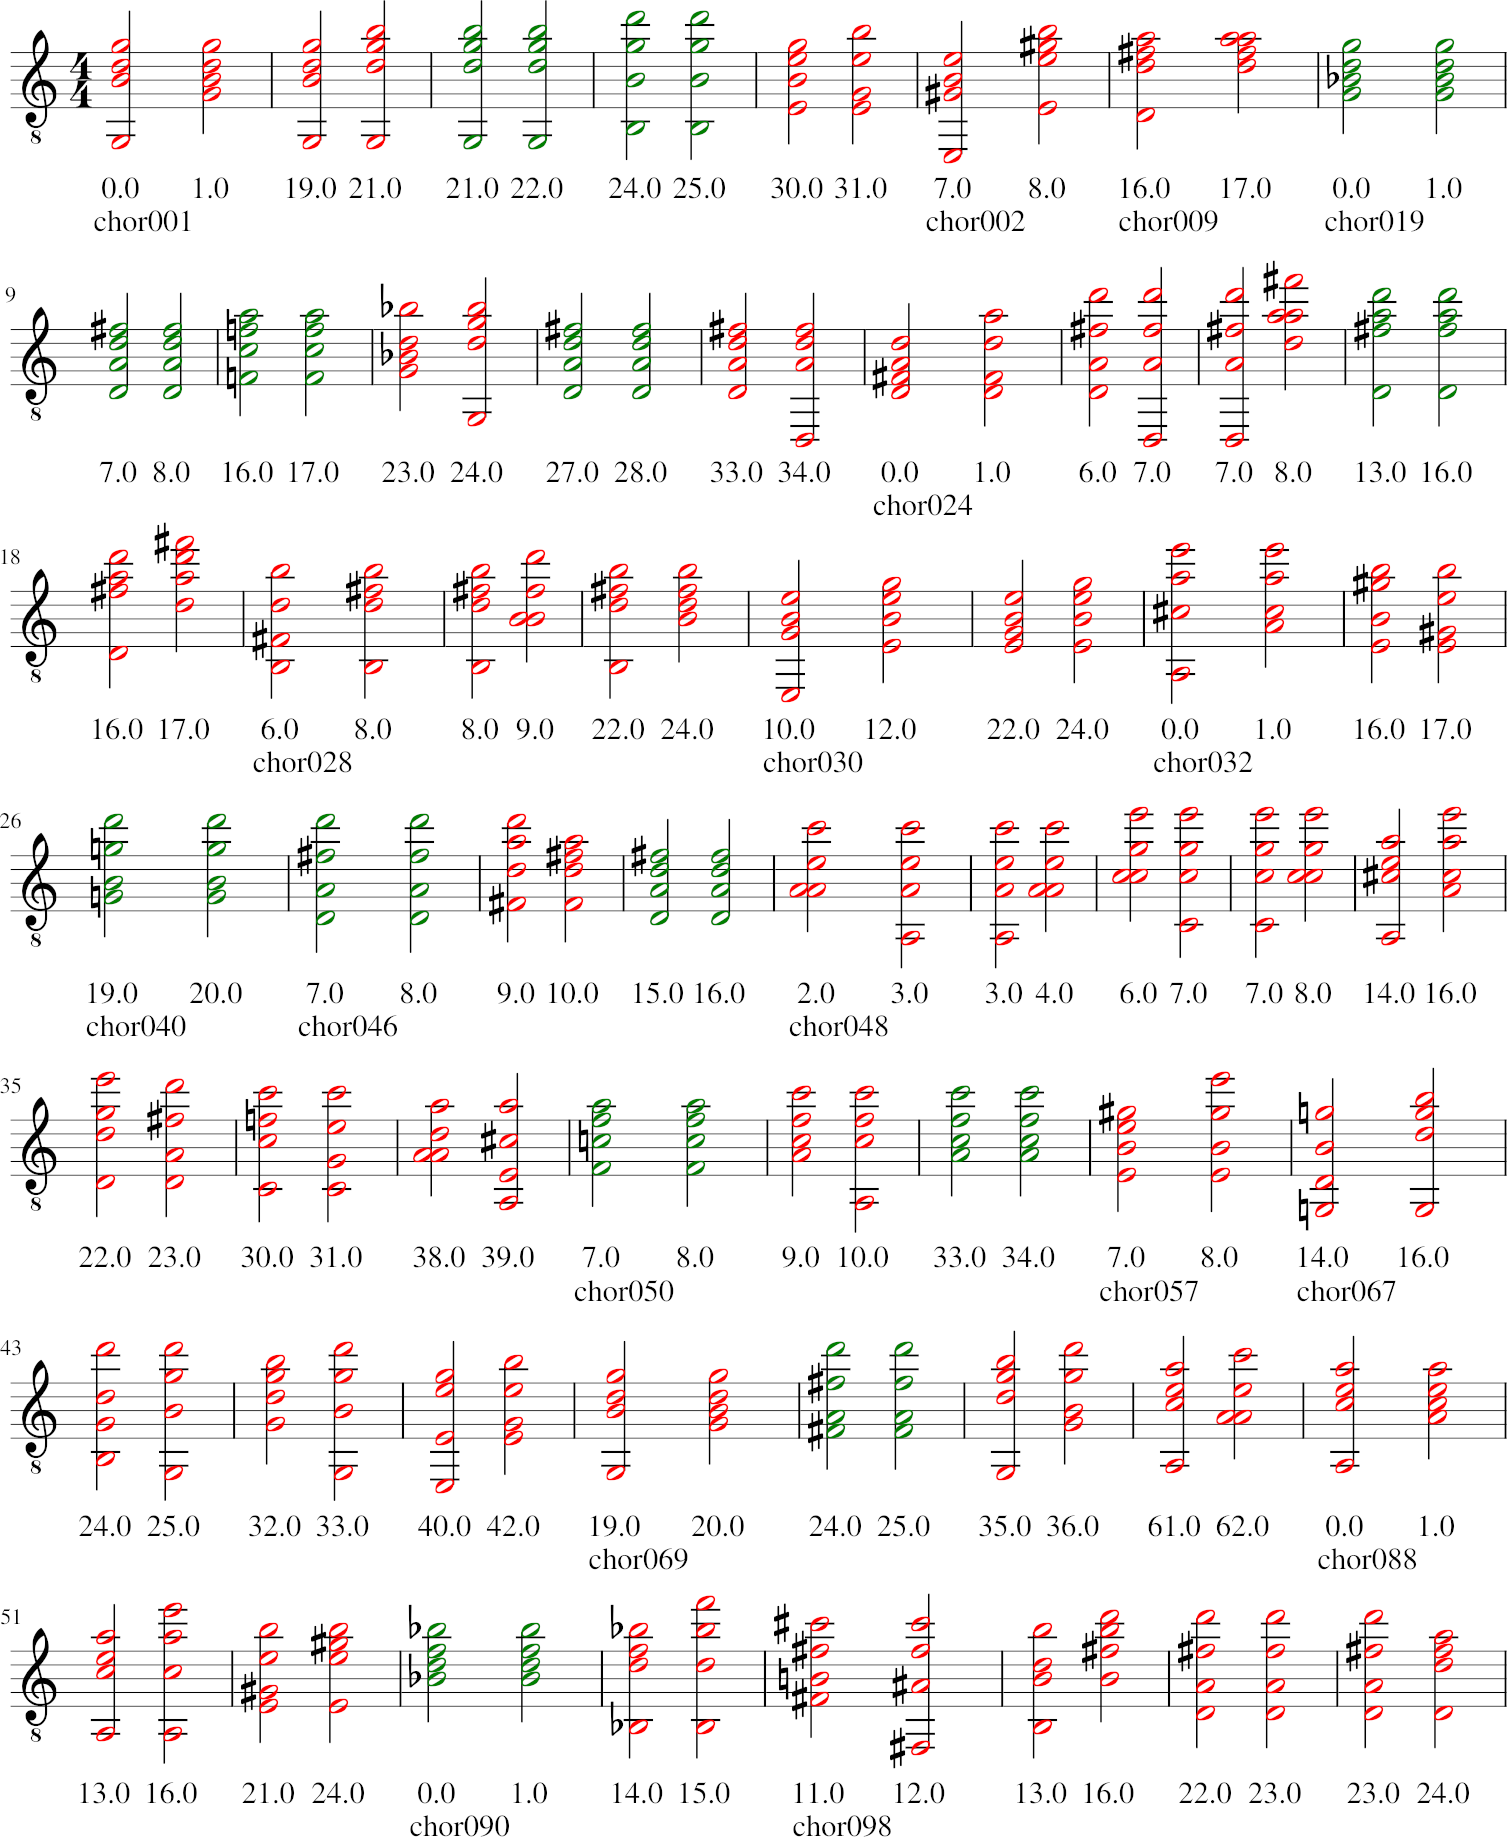 4
4
8
0.0 1.0 19.0 21.0 21.0 22.0 24.0 25.0 30.0 31.0 7.0 8.0 16.0 17.0 0.0 1.0
chor001 chor002 chor009 chor019
9
8
7.0 8.0 16.0 17.0 23.0 24.0 27.0 28.0 33.0 34.0 0.0 1.0 6.0 7.0 7.0 8.0 13.0 16.0
chor024
18
8
16.0 17.0 6.0 8.0 8.0 9.0 22.0 24.0 10.0 12.0 22.0 24.0 0.0 1.0 16.0 17.0
chor028 chor030 chor032
26
8
19.0 20.0 7.0 8.0 9.0 10.0 15.0 16.0 2.0 3.0 3.0 4.0 6.0 7.0 7.0 8.0 14.0 16.0
chor040 chor046 chor048
35
8
22.0 23.0 30.0 31.0 38.0 39.0 7.0 8.0 9.0 10.0 33.0 34.0 7.0 8.0 14.0 16.0
chor050 chor057 chor067
43
8
24.0 25.0 32.0 33.0 40.0 42.0 19.0 20.0 24.0 25.0 35.0 36.0 61.0 62.0 0.0 1.0
chor069 chor088
51
8
13.0 16.0 21.0 24.0 0.0 1.0 14.0 15.0 11.0 12.0 13.0 16.0 22.0 23.0 23.0 24.0
chor090 chor098